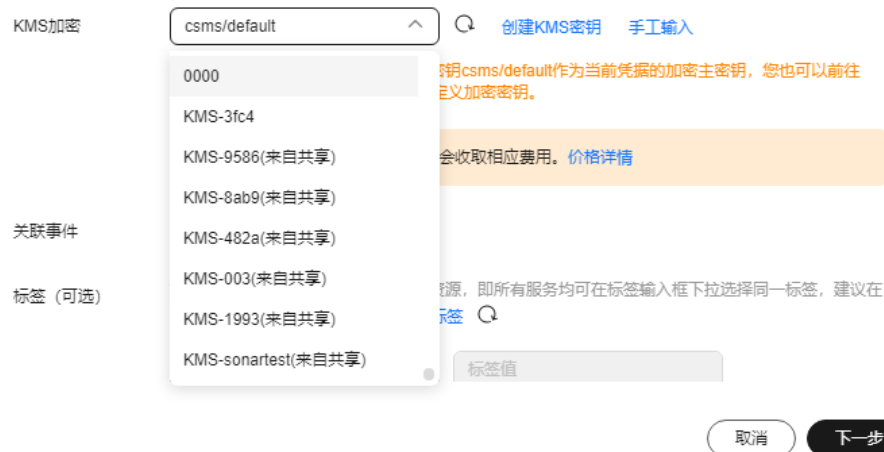 KMS加密
csms/default
创建KMS密钥
手工输入
0000
密钥csms/default作为当前凭据的加密主密钥，您也可以前往
定义加密密钥。
KMS-3fc4
KMS-9586(来自共享)
会收取相应费用。价格详情
KMS-8ab9(来自共享)
关联事件
KMS-482a(来自共享)
KMS-003(来自共享)
标签（可选）
资源，即所有服务均可在标签输入框下拉选择同一标签，建议在
KMS-1993(来自共享)
标签
KMS-sonartest(来自共享)
标签值
取消
下一步